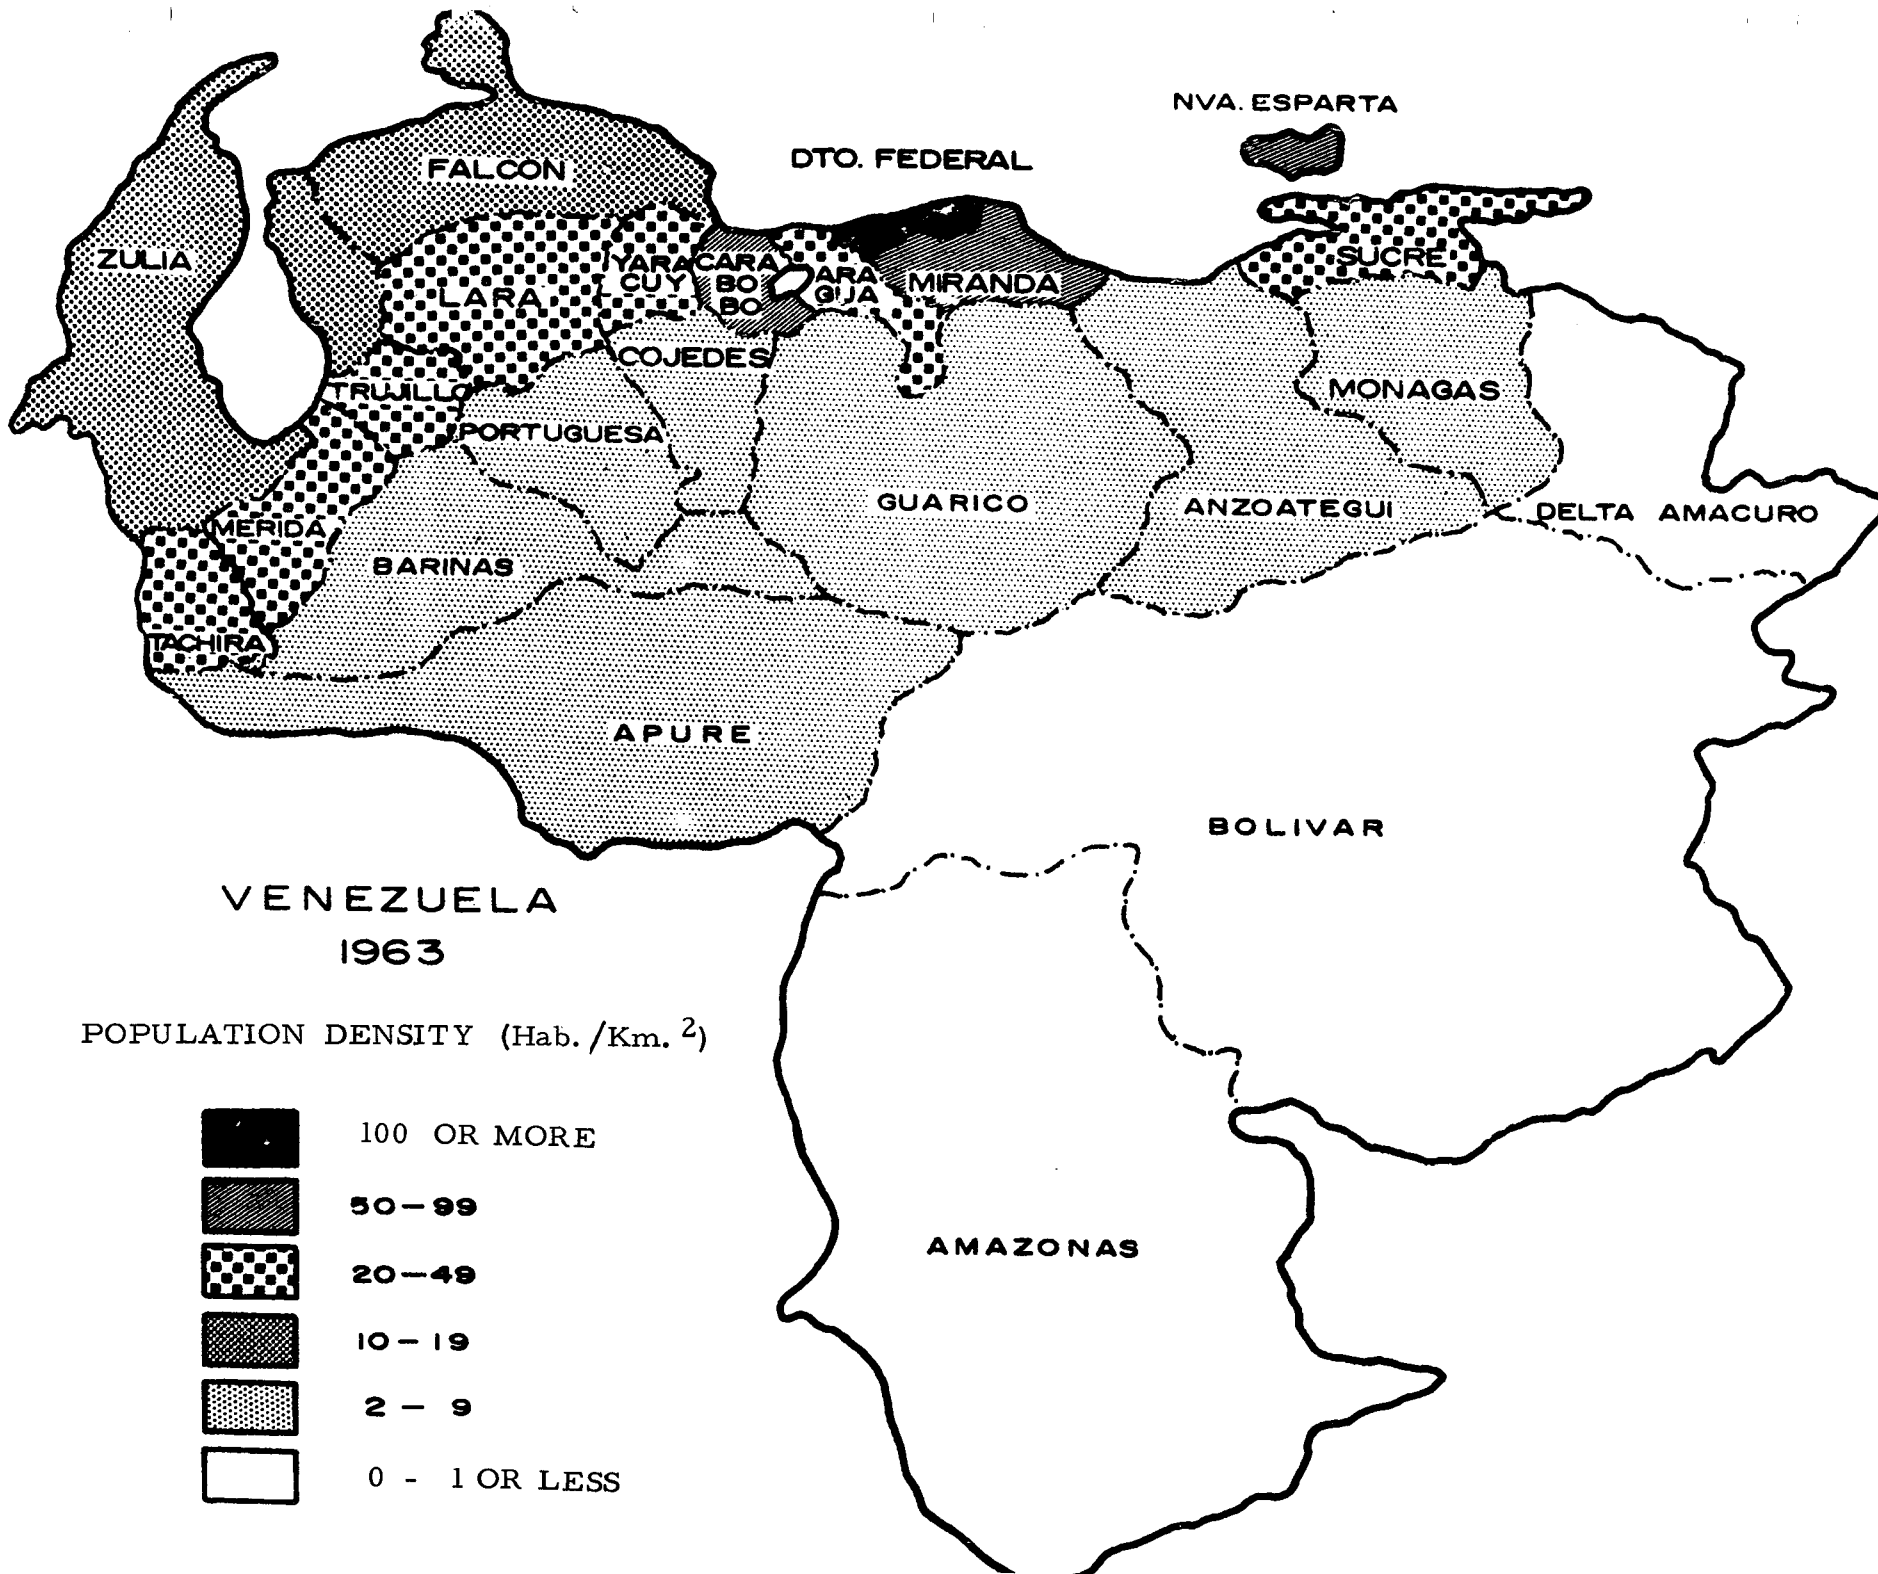 NVA. ESPARTA
DTO. FEDERAL
FALCON
ZULIA
SUCRE
YARA
CUY
CARA
BO
BO
ARA
GUA
MIRANDA
LARA
COJEDES
TRUJILLO
MONAGAS
PORTUGUESA
GUARICO
ANZOATEGUI
DELTA AMACURO
MERIDA
BARINAS
TACHIRA
APURE
BOLIVAR
AMAZONAS
VENEZUELA
1963
POPULATION DENSITY (Hab./Km. 2)
100 OR MORE
50-99
20-49
10-19
2 - 9
0 - 1 OR LESS